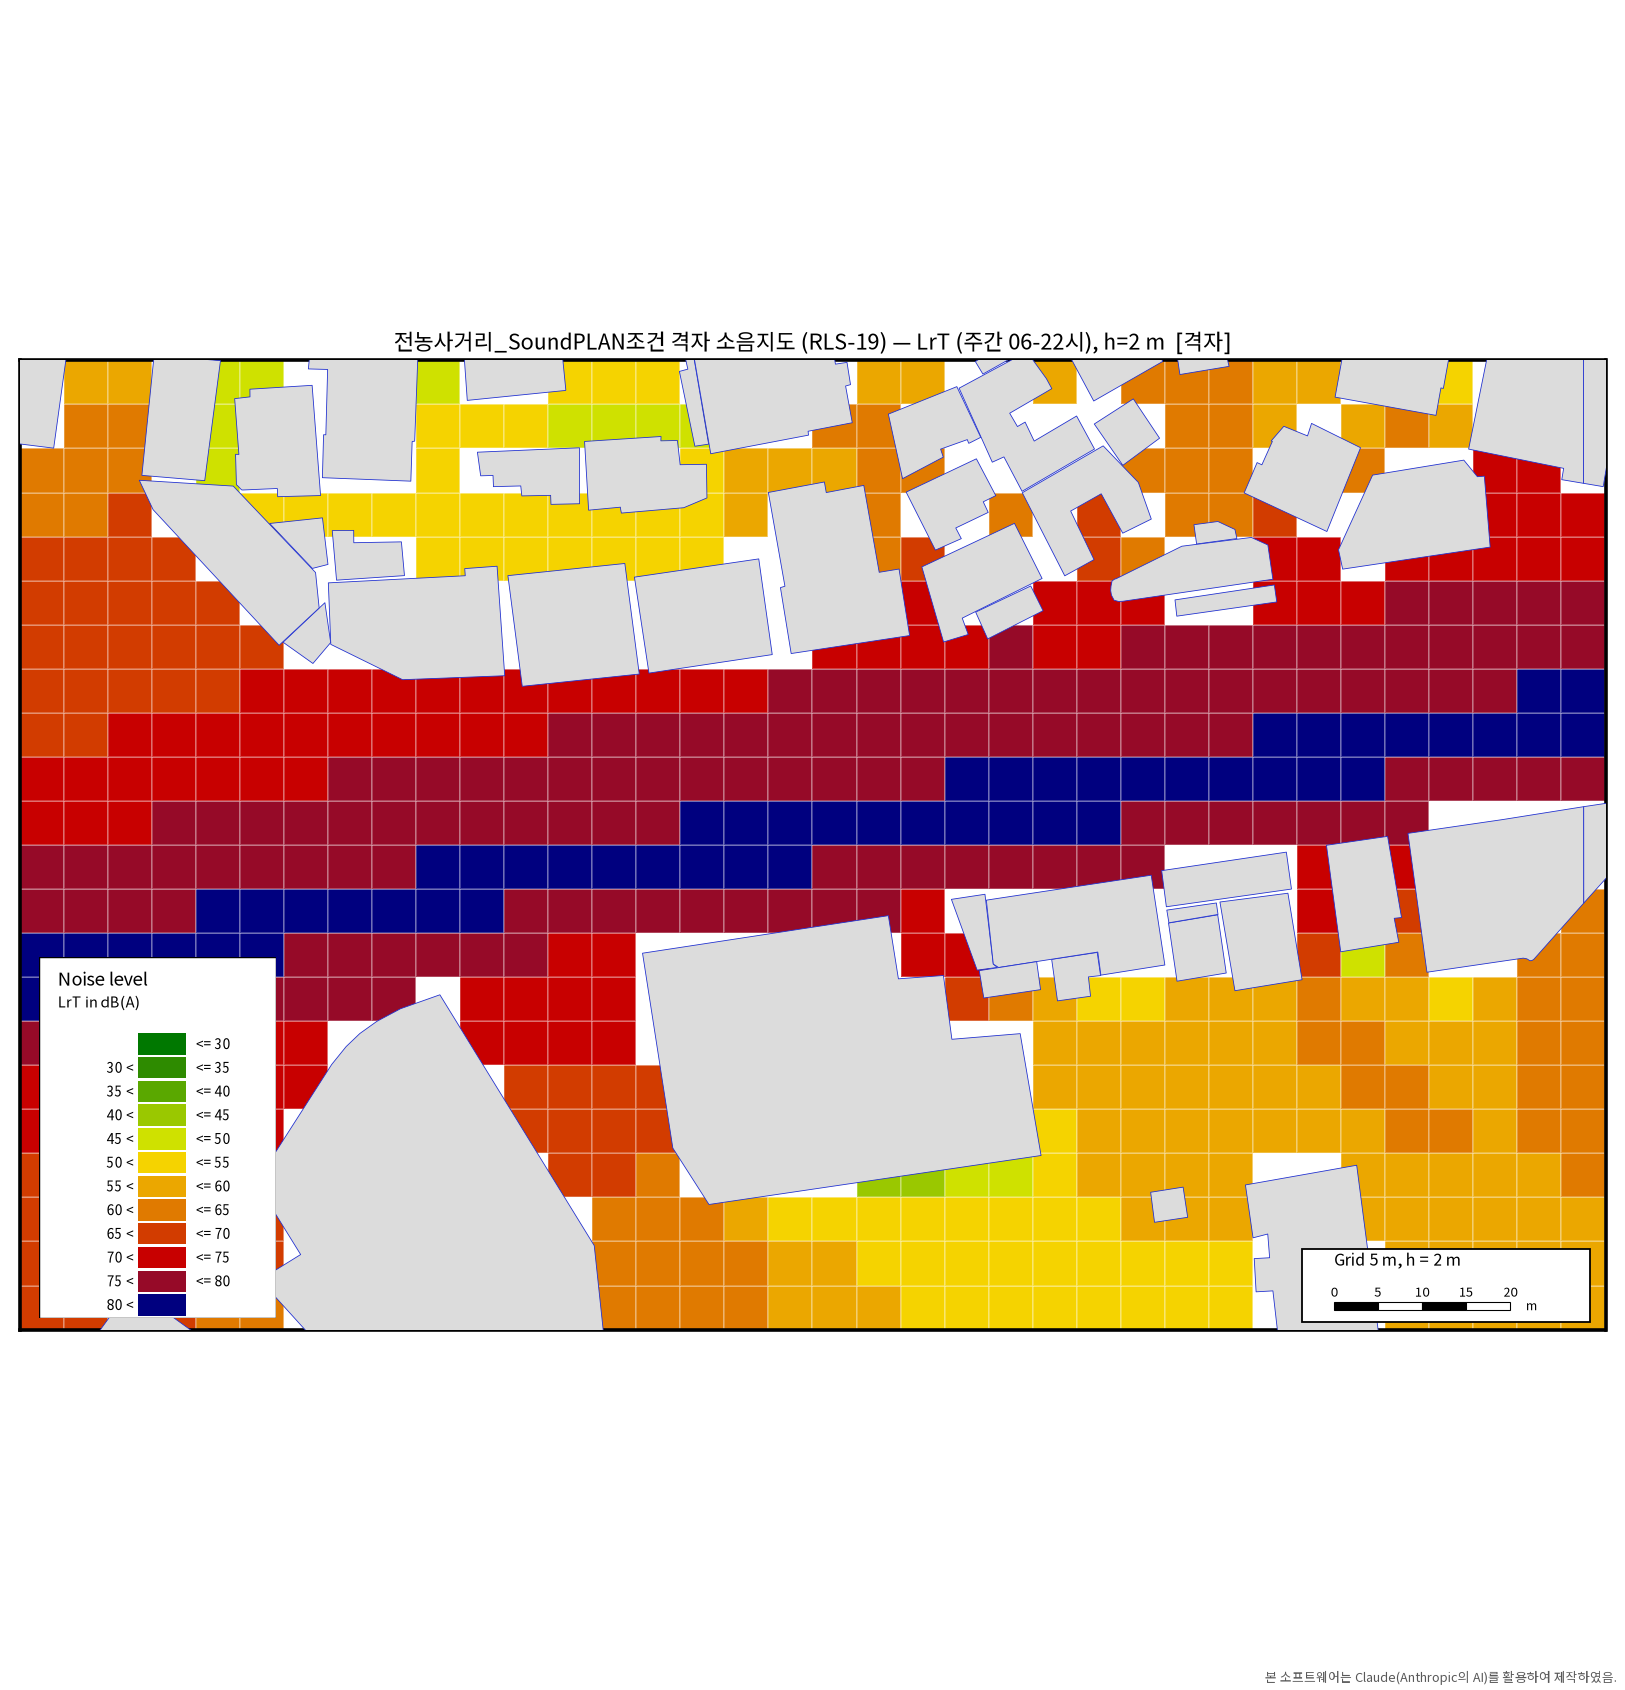 전농사거리_SoundPLAN조건 격자 소음지도 (RLS-19) — LrT (주간 06-22시), h=2 m  [격자]
Noise level
LrT in dB(A)
<= 30
30 < <= 35
35 < <= 40
40 < <= 45
45 < <= 50
50 < <= 55
55 < <= 60
60 < <= 65
65 < <= 70
70 < <= 75
75 < <= 80
80 <
Grid 5 m, h = 2 m
0 5 10 15 20 m
본 소프트웨어는 Claude(Anthropic의 AI)를 활용하여 제작하였음.